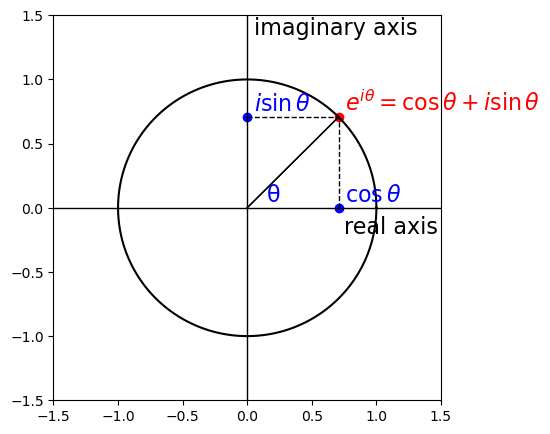 1.5
imaginary axis
1.0
i sin θ
e^{iθ} = cos θ + i sin θ
0.5
θ
cos θ
0.0
real axis
−0.5
−1.0
−1.5
−1.5 −1.0 −0.5 0.0 0.5 1.0 1.5